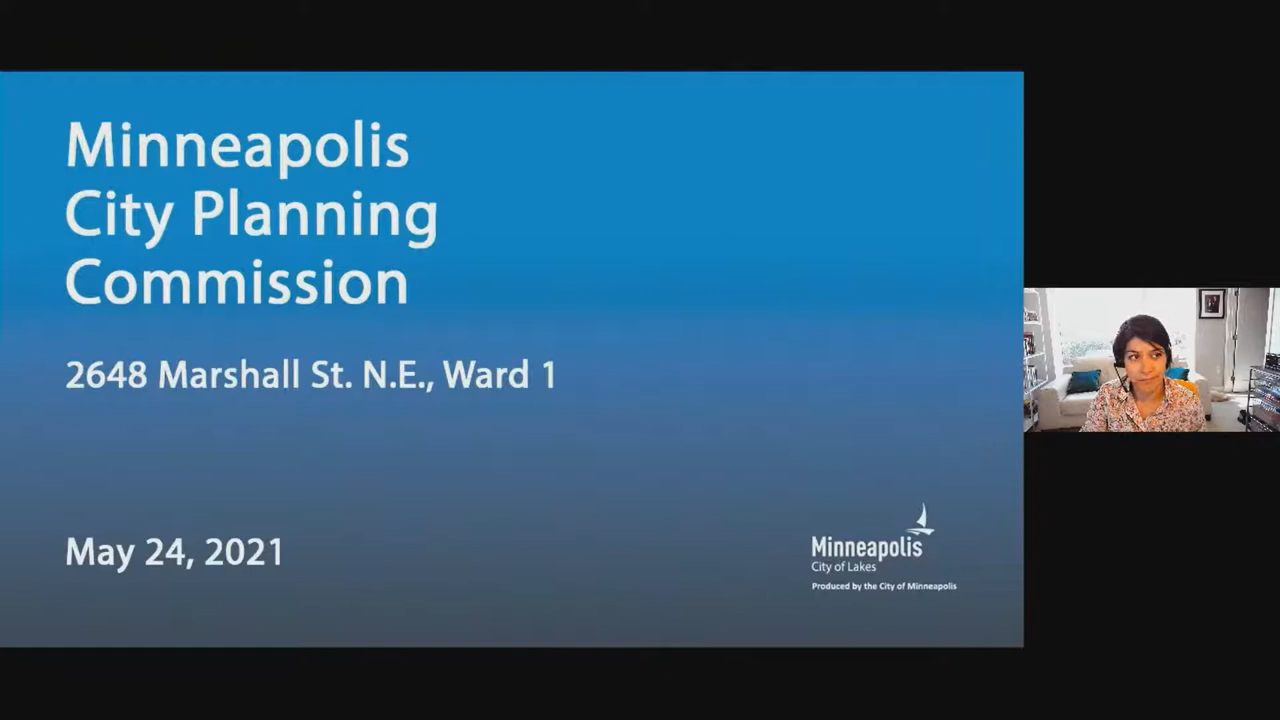 Minneapolis
City Planning
Commission
2648 Marshall St. N.E., Ward 1
May 24, 2021
Minneapolis
City of Lakes
Produced by the City of Minneapolis